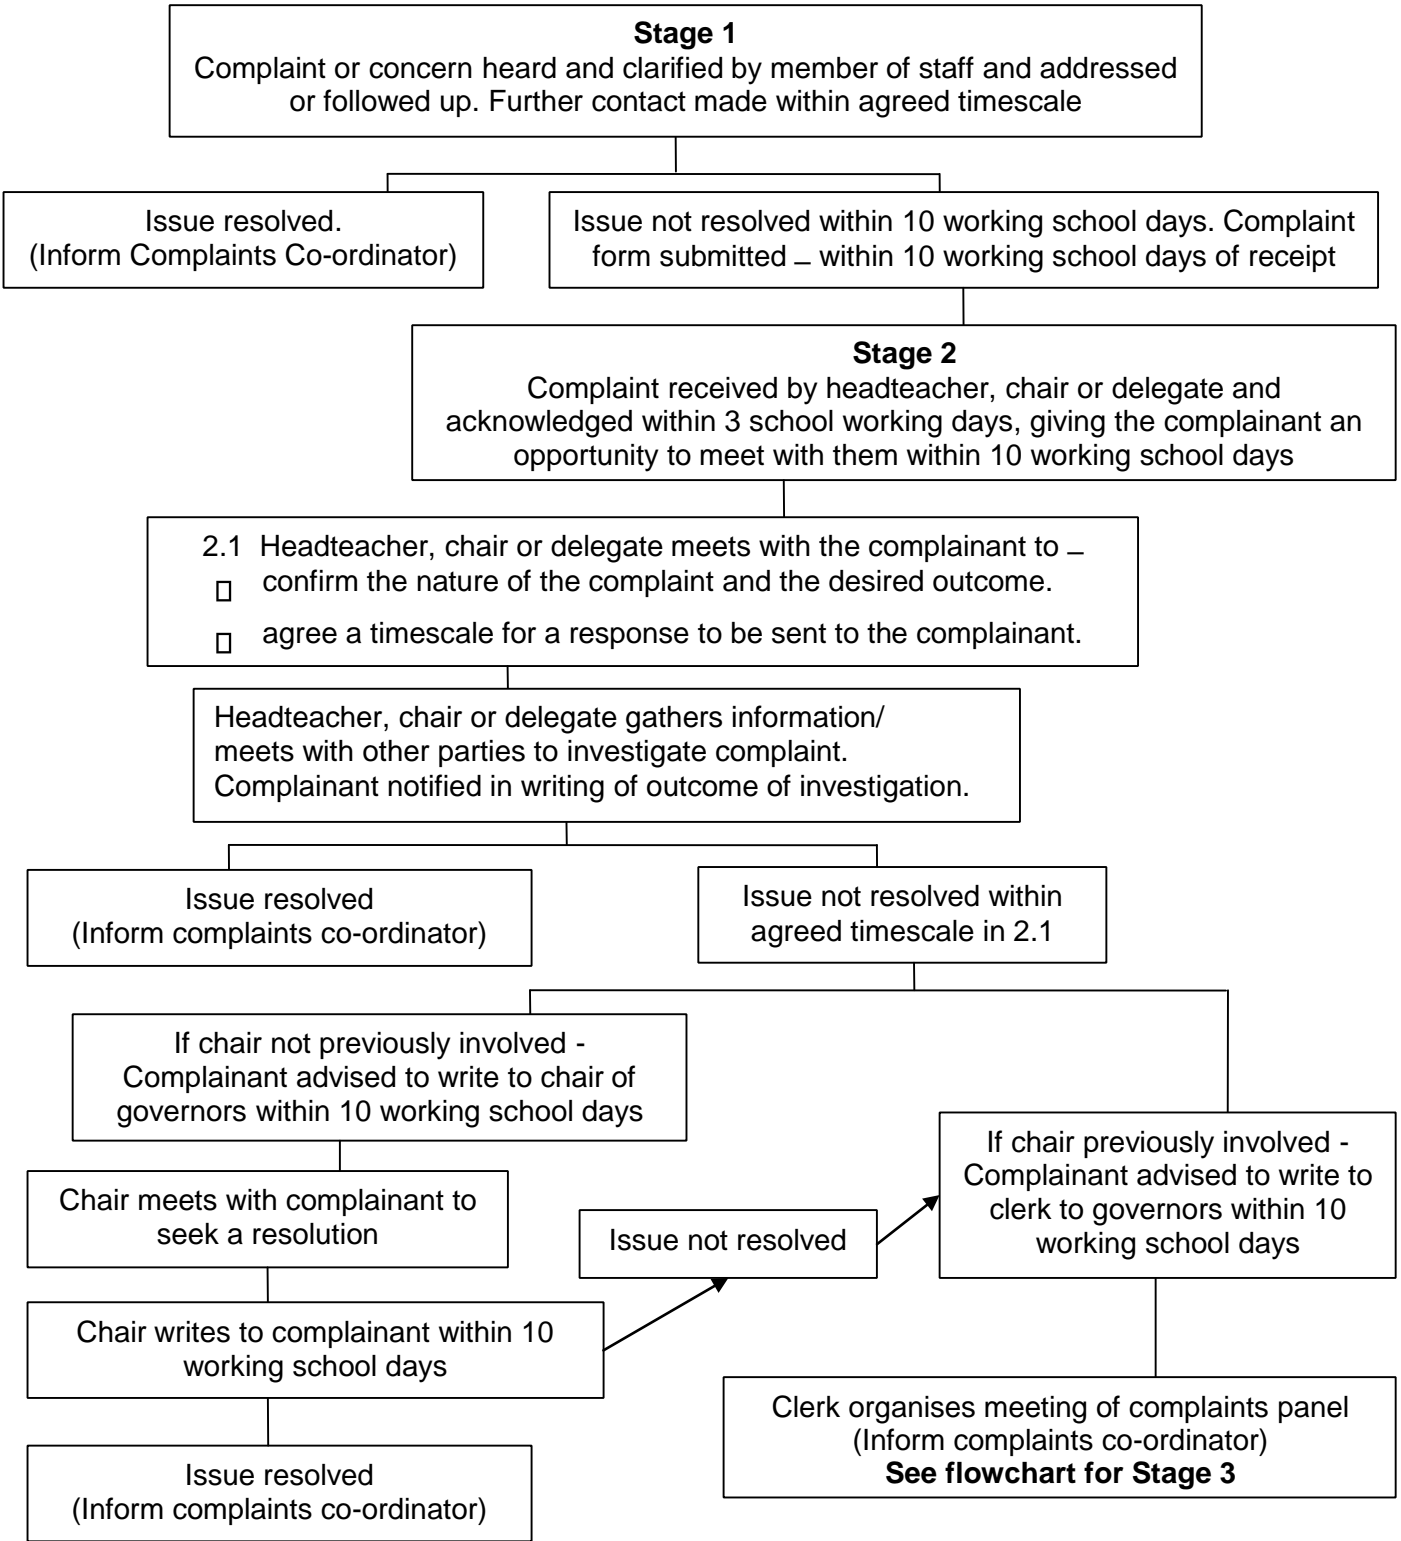 Stage 1
Complaint or concern heard and clarified by member of staff and addressed
or followed up. Further contact made within agreed timescale
Issue resolved.
(Inform Complaints Co-ordinator)
Issue not resolved within 10 working school days. Complaint
form submitted – within 10 working school days of receipt
Stage 2
Complaint received by headteacher, chair or delegate and
acknowledged within 3 school working days, giving the complainant an
opportunity to meet with them within 10 working school days
2.1 Headteacher, chair or delegate meets with the complainant to –
▯ confirm the nature of the complaint and the desired outcome.
▯ agree a timescale for a response to be sent to the complainant.
Headteacher, chair or delegate gathers information/
meets with other parties to investigate complaint.
Complainant notified in writing of outcome of investigation.
Issue resolved
(Inform complaints co-ordinator)
Issue not resolved within
agreed timescale in 2.1
If chair not previously involved -
Complainant advised to write to chair of
governors within 10 working school days
If chair previously involved -
Complainant advised to write to
clerk to governors within 10
working school days
Chair meets with complainant to
seek a resolution
Issue not resolved
Chair writes to complainant within 10
working school days
Clerk organises meeting of complaints panel
(Inform complaints co-ordinator)
See flowchart for Stage 3
Issue resolved
(Inform complaints co-ordinator)